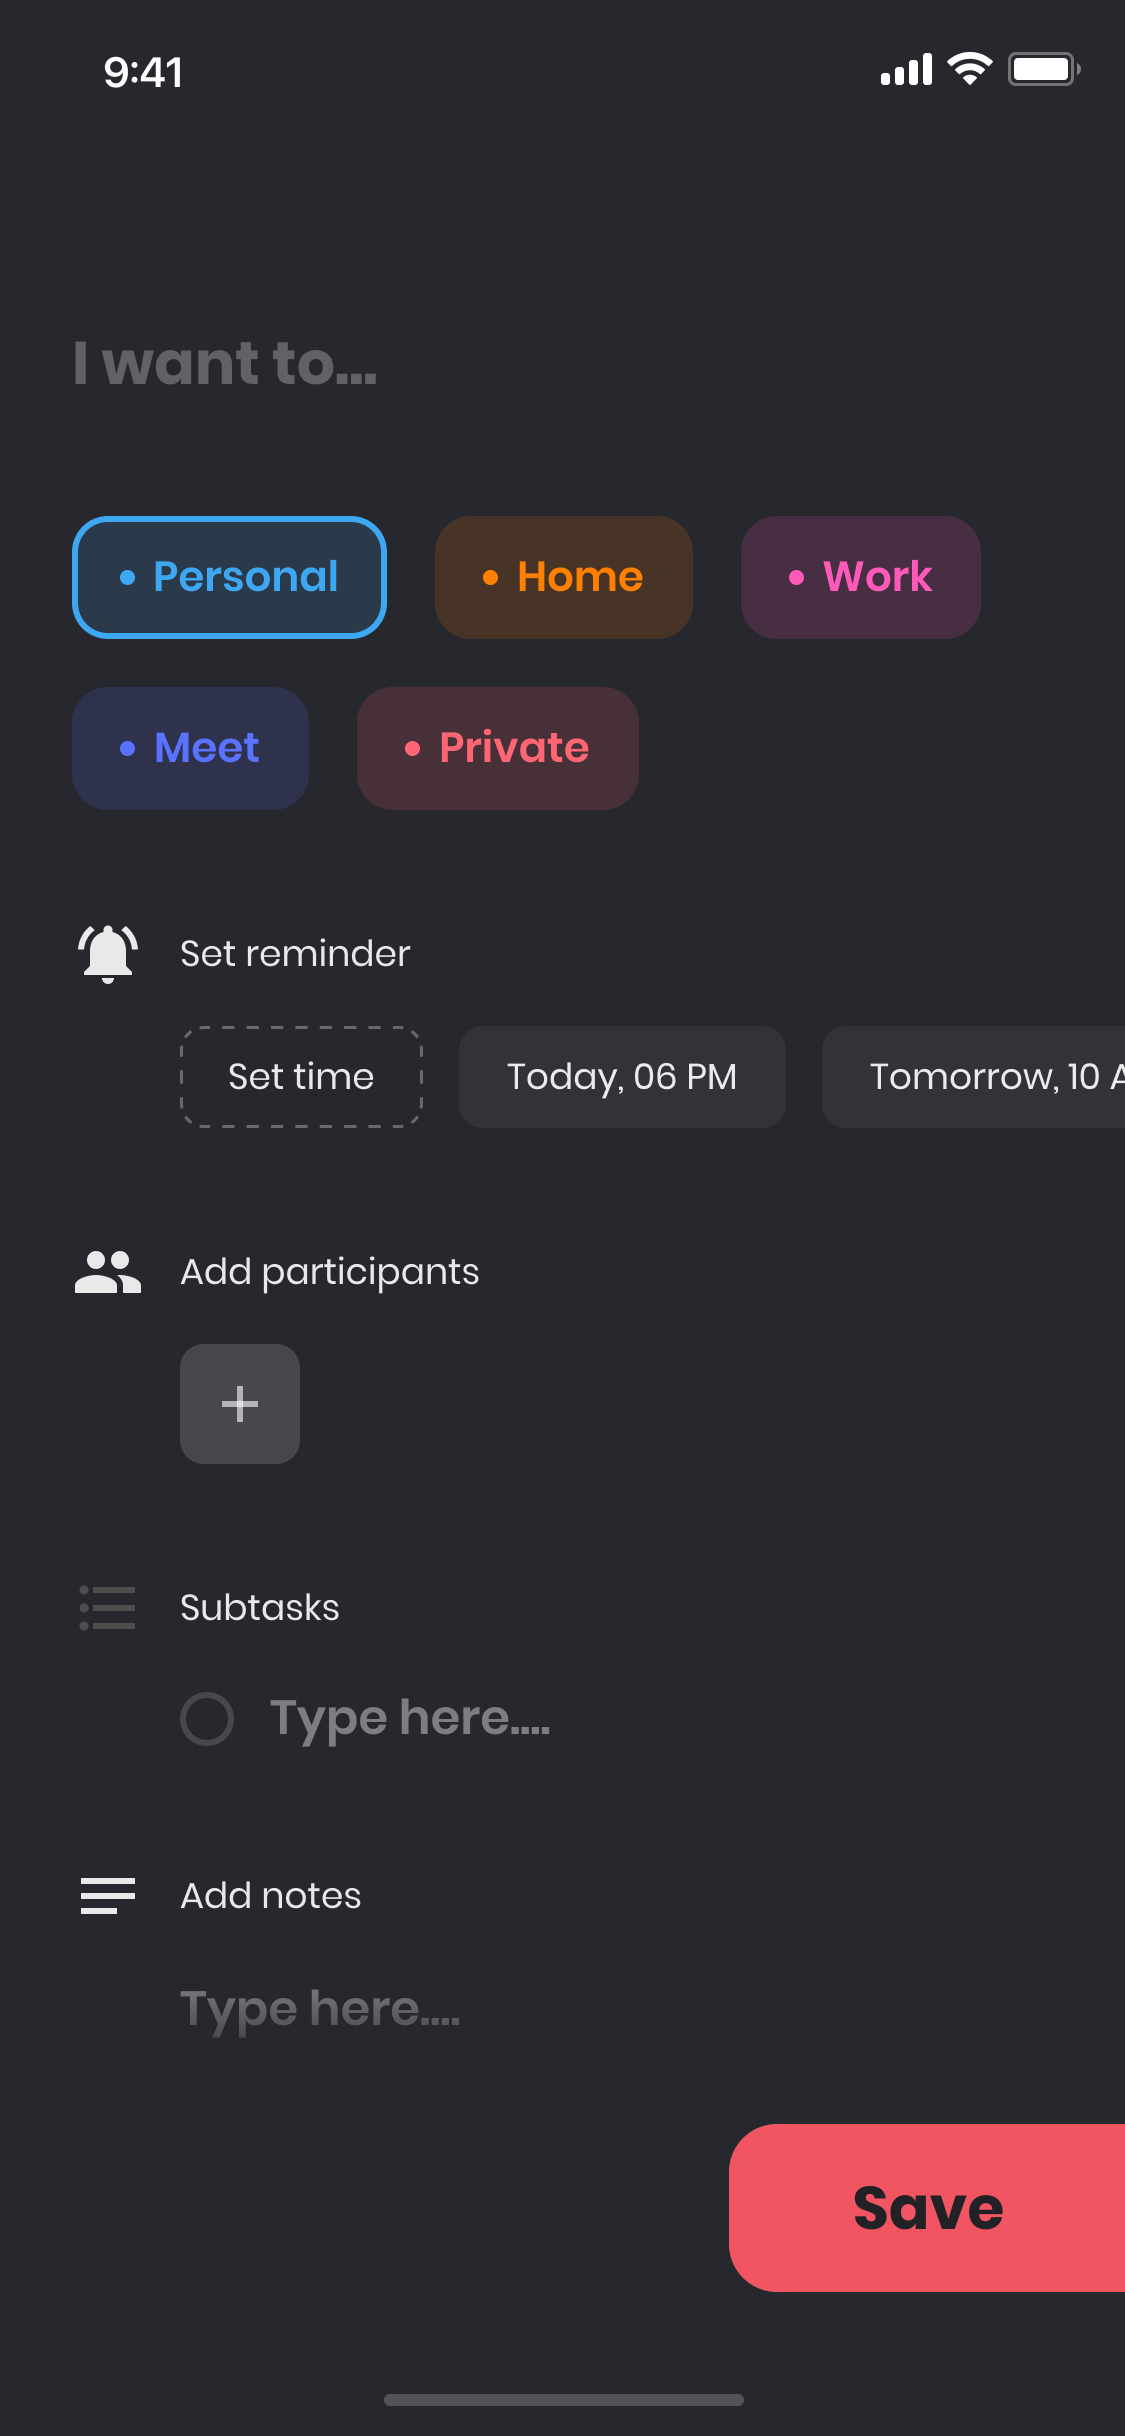 9:41
I want to...
Personal
Home
Work
Meet
Private
Set reminder
Set time
Today, 06 PM
Tomorrow, 10 A
Add participants
Subtasks
Type here....
Add notes
Type here....
Save